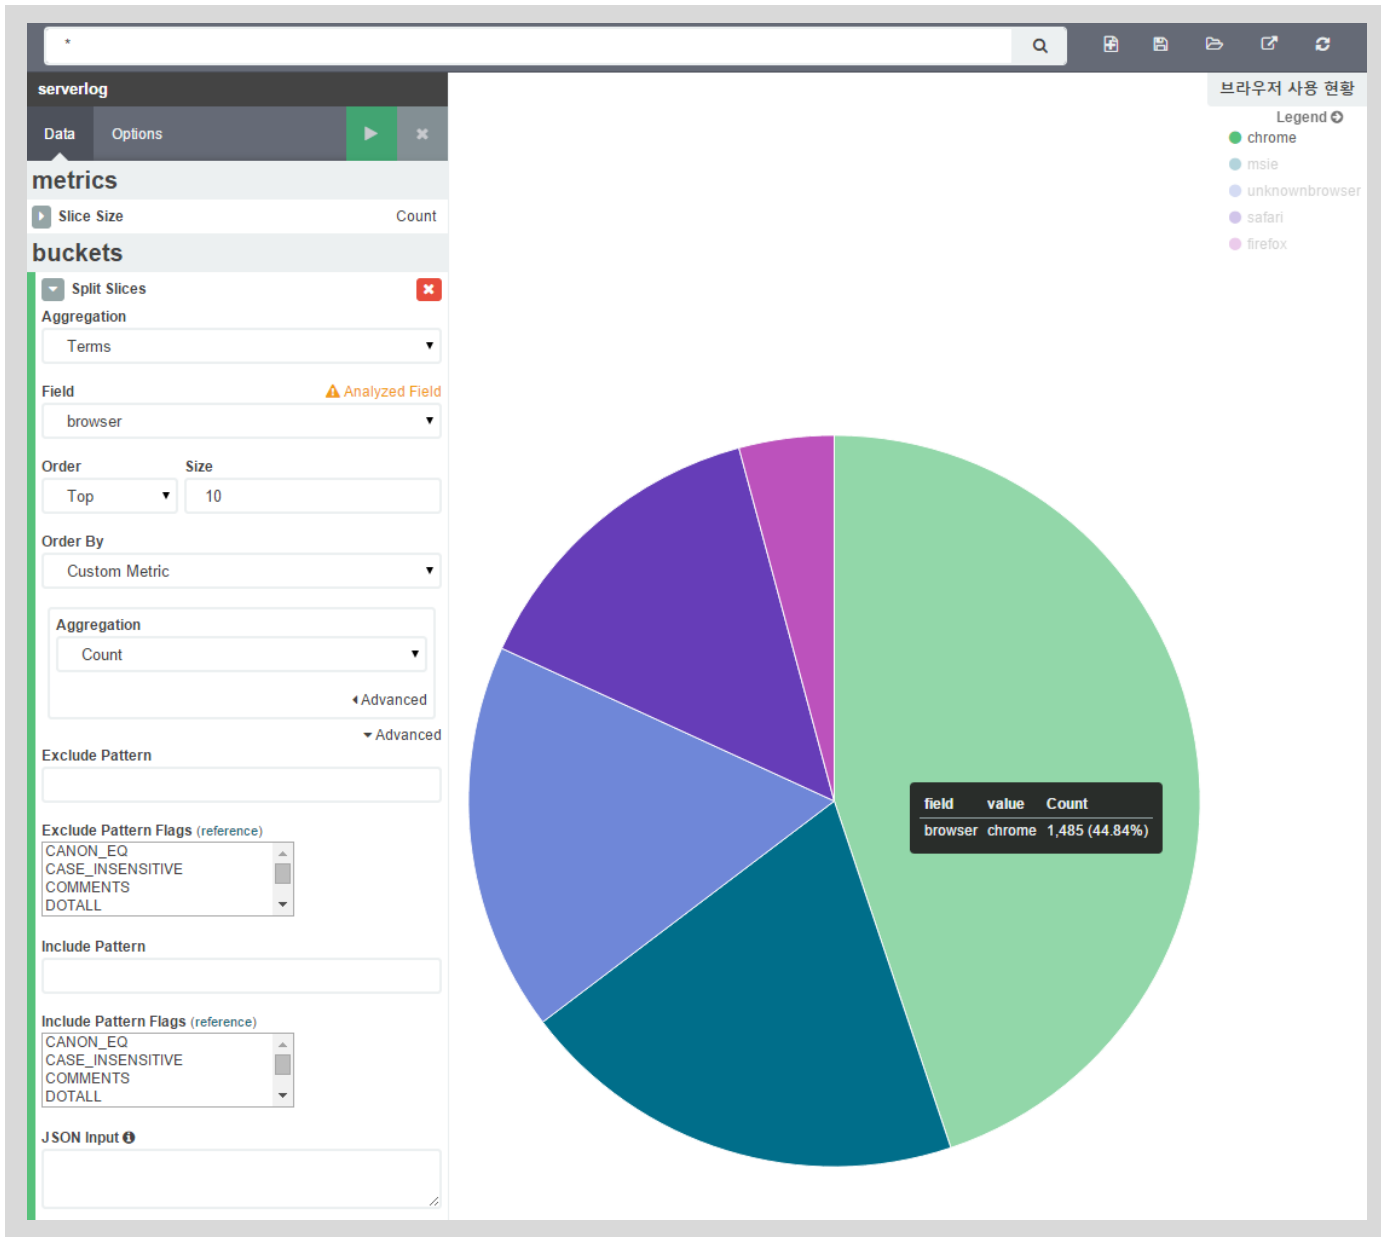 *
serverlog
브라우저 사용 현황
Data Options
Legend
chrome
msie
unknownbrowser
safari
firefox
metrics
Slice Size Count
buckets
Split Slices
Aggregation
Terms
Field Analyzed Field
browser
Order Size
Top 10
Order By
Custom Metric
Aggregation
Count
Advanced
Advanced
Exclude Pattern
Exclude Pattern Flags (reference)
CANON_EQ
CASE_INSENSITIVE
COMMENTS
DOTALL
Include Pattern
Include Pattern Flags (reference)
CANON_EQ
CASE_INSENSITIVE
COMMENTS
DOTALL
JSON Input
field value Count
browser chrome 1,485 (44.84%)